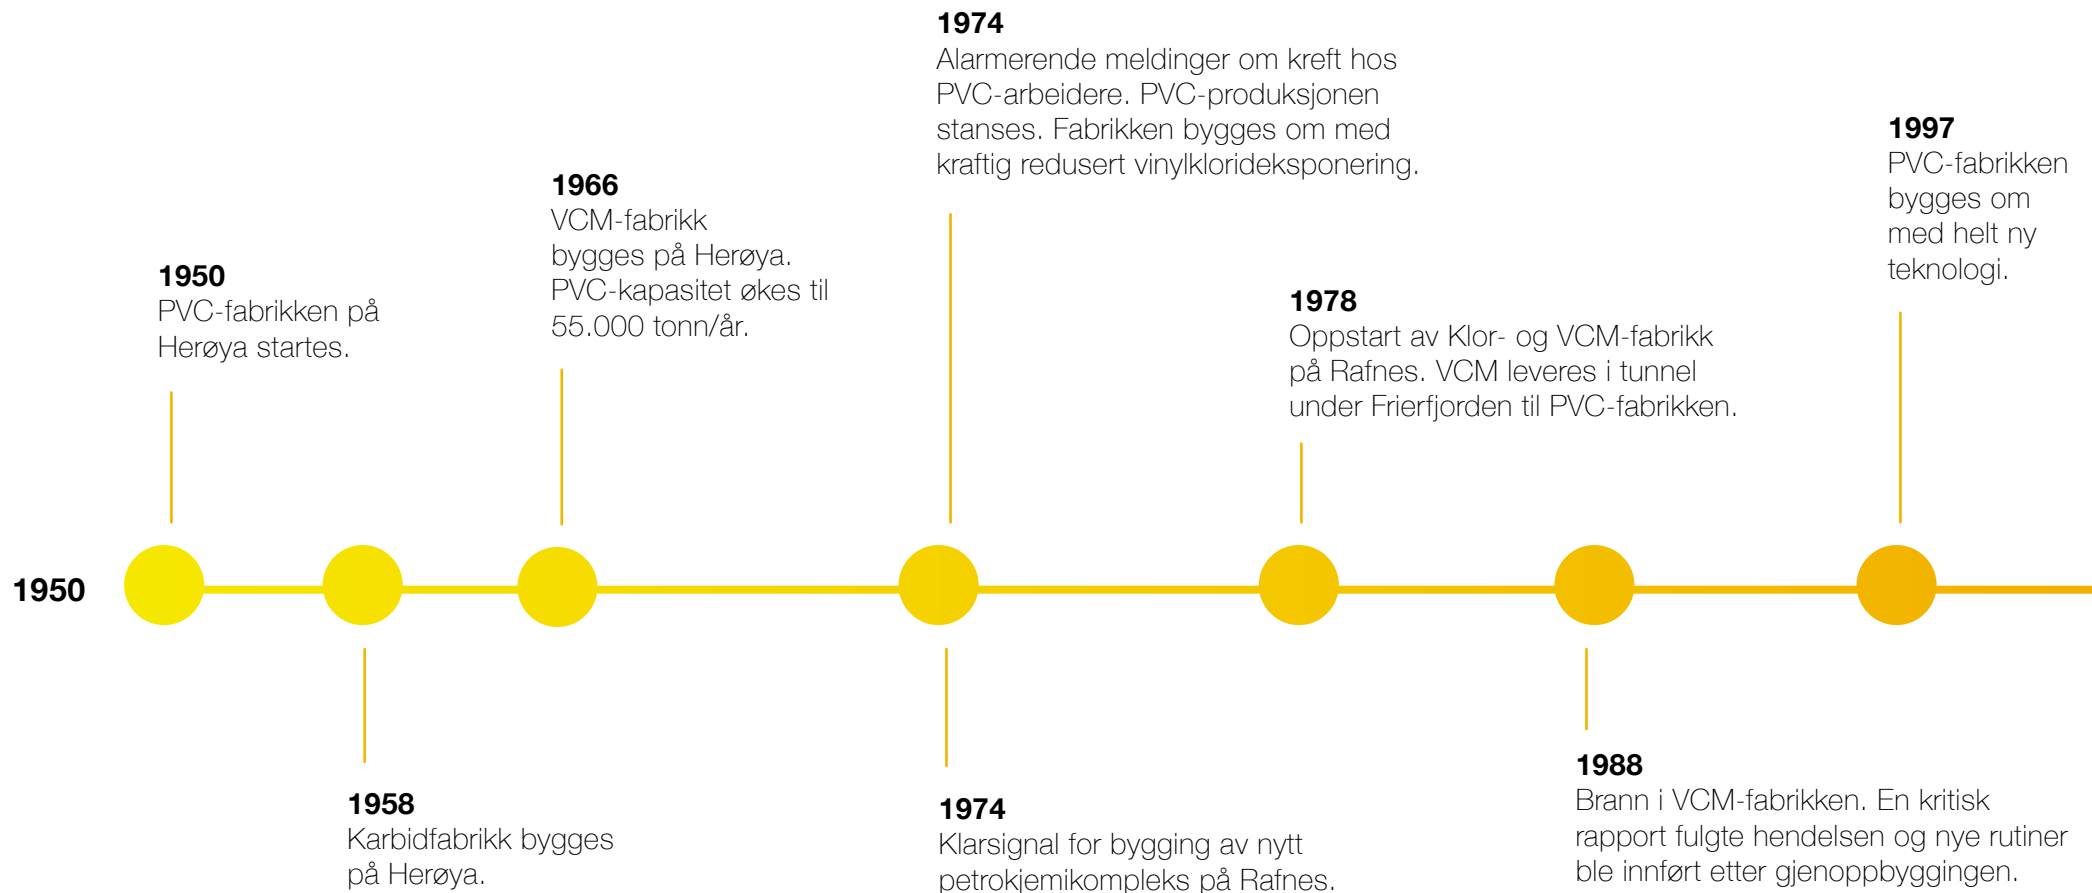 1950
1950
PVC-fabrikken på
Herøya startes.
1958
Karbidfabrikk bygges
på Herøya.
1966
VCM-fabrikk
bygges på Herøya.
PVC-kapasitet økes til
55.000 tonn/år.
1974
Alarmerende meldinger om kreft hos
PVC-arbeidere. PVC-produksjonen
stanses. Fabrikken bygges om med
kraftig redusert vinylklorideksponering.
1974
Klarsignal for bygging av nytt
petrokjemikompleks på Rafnes.
1978
Oppstart av Klor- og VCM-fabrikk
på Rafnes. VCM leveres i tunnel
under Frierfjorden til PVC-fabrikken.
1988
Brann i VCM-fabrikken. En kritisk
rapport fulgte hendelsen og nye rutiner
ble innført etter gjenoppbyggingen.
1997
PVC-fabrikken
bygges om
med helt ny
teknologi.